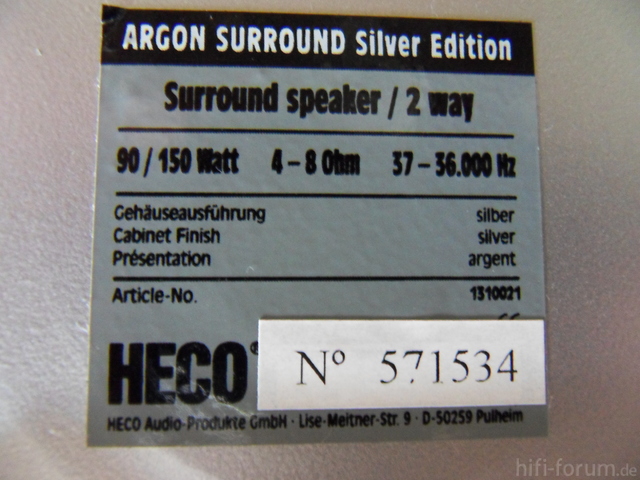 ARGON SURROUND Silver Edition
Surround speaker / 2 way
90 / 150 Watt 4 – 8 Ohm 37 – 36.000 Hz
Gehäuseausführung silber
Cabinet Finish silver
Présentation argent
Article-No. 1310021
HECO®
Nº 571534
HECO Audio-Produkte GmbH · Lise-Meitner-Str. 9 · D-50259 Pulheim
hifi-forum.de